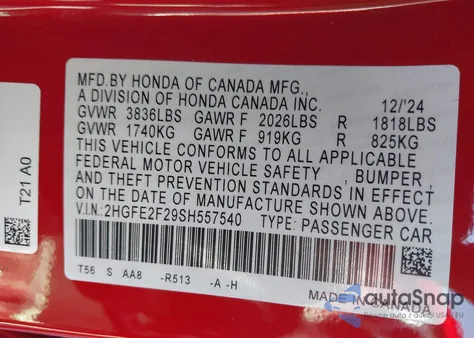 MFD.BY HONDA OF CANADA MFG.,
A DIVISION OF HONDA CANADA INC. 12/'24
GVWR 3836LBS GAWR F 2026LBS R 1818LBS
GVWR 1740KG GAWR F 919KG R 825KG
THIS VEHICLE CONFORMS TO ALL APPLICABLE
FEDERAL MOTOR VEHICLE SAFETY , BUMPER ,
AND THEFT PREVENTION STANDARDS IN EFFECT
ON THE DATE OF MANUFACTURE SHOWN ABOVE.
V.I.N.:2HGFE2F29SH557540 TYPE: PASSENGER CAR
T56 S AA8 -R513 -A -H
MADE IN CANADA
T21 A0
autoSnap